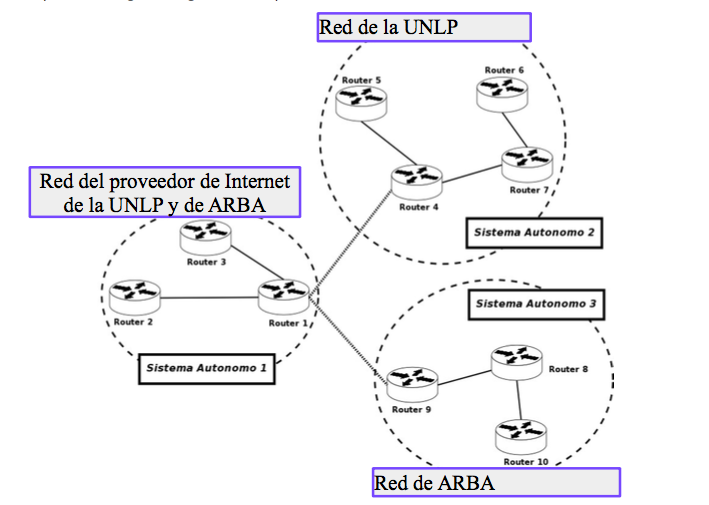 Red de la UNLP
Router 5
Router 6
Router 4
Router 7
Sistema Autonomo 2
Red del proveedor de Internet
de la UNLP y de ARBA
Router 3
Router 2
Router 1
Sistema Autonomo 1
Sistema Autonomo 3
Router 8
Router 9
Router 10
Red de ARBA